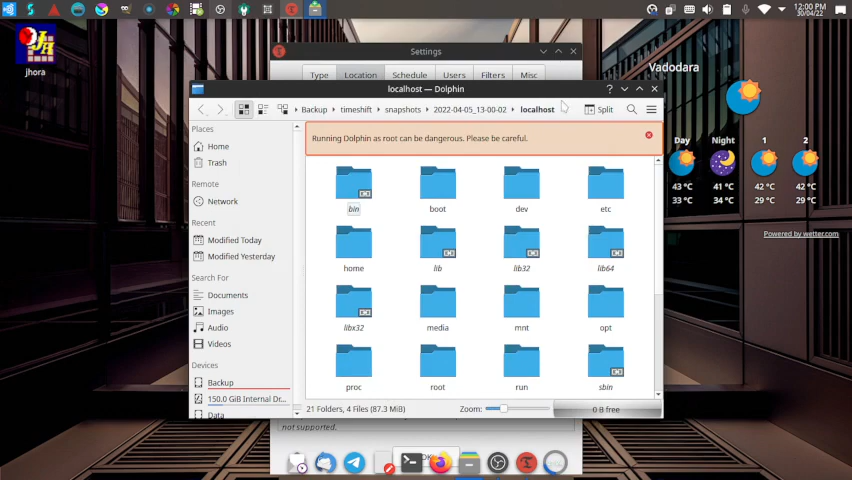 12:00 PM
30/04/22
jhora
Settings
Type Location Schedule Users Filters Misc
localhost — Dolphin
Backup timeshift snapshots 2022-04-05_13-00-02 localhost Split
Running Dolphin as root can be dangerous. Please be careful.
Places
Home
Trash
Remote
Network
Recent
Modified Today
Modified Yesterday
Search For
Documents
Images
Audio
Videos
Devices
Backup
150.0 GiB Internal Dr...
Data
bin boot dev etc
home lib lib32 lib64
libx32 media mnt opt
proc root run sbin
21 Folders, 4 Files (87.3 MiB)
Zoom:
0 B free
not supported.
Vadodara
Day Night 1 2
43 °C 41 °C 42 °C 42 °C
33 °C 34 °C 29 °C 29 °C
Powered by wetter.com